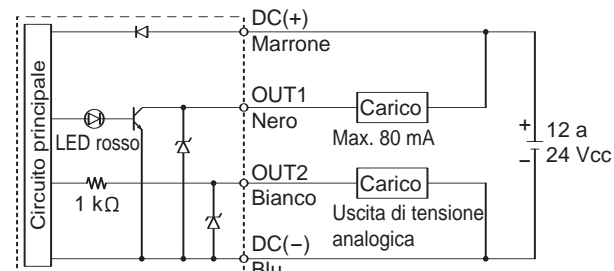 Circuito principale
DC(+)
Marrone
OUT1
Nero
Carico
Max. 80 mA
LED rosso
+
−
12 a
24 Vcc
OUT2
Bianco
1 kΩ
Carico
Uscita di tensione
analogica
DC(−)
Blu